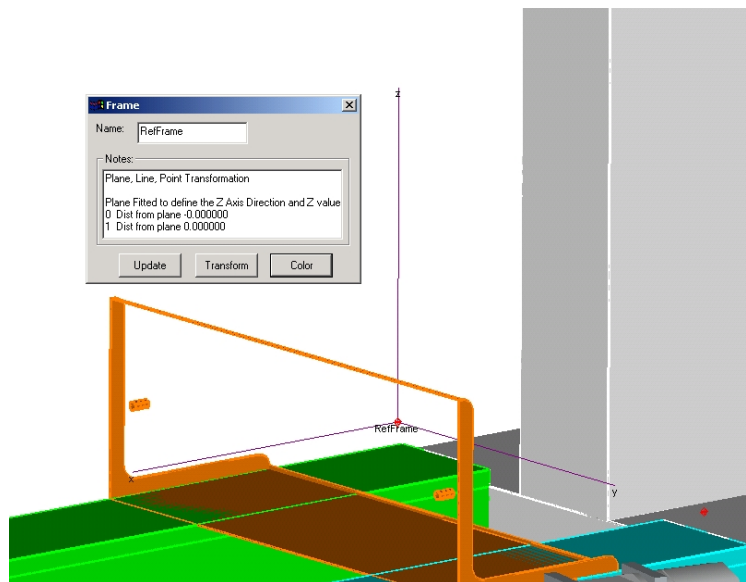 z
Frame
Name: RefFrame
Notes:
Plane, Line, Point Transformation
Plane Fitted to define the Z Axis Direction and Z value
0 Dist from plane -0.000000
1 Dist from plane 0.000000
Update Transform Color
RefFrame
x
y